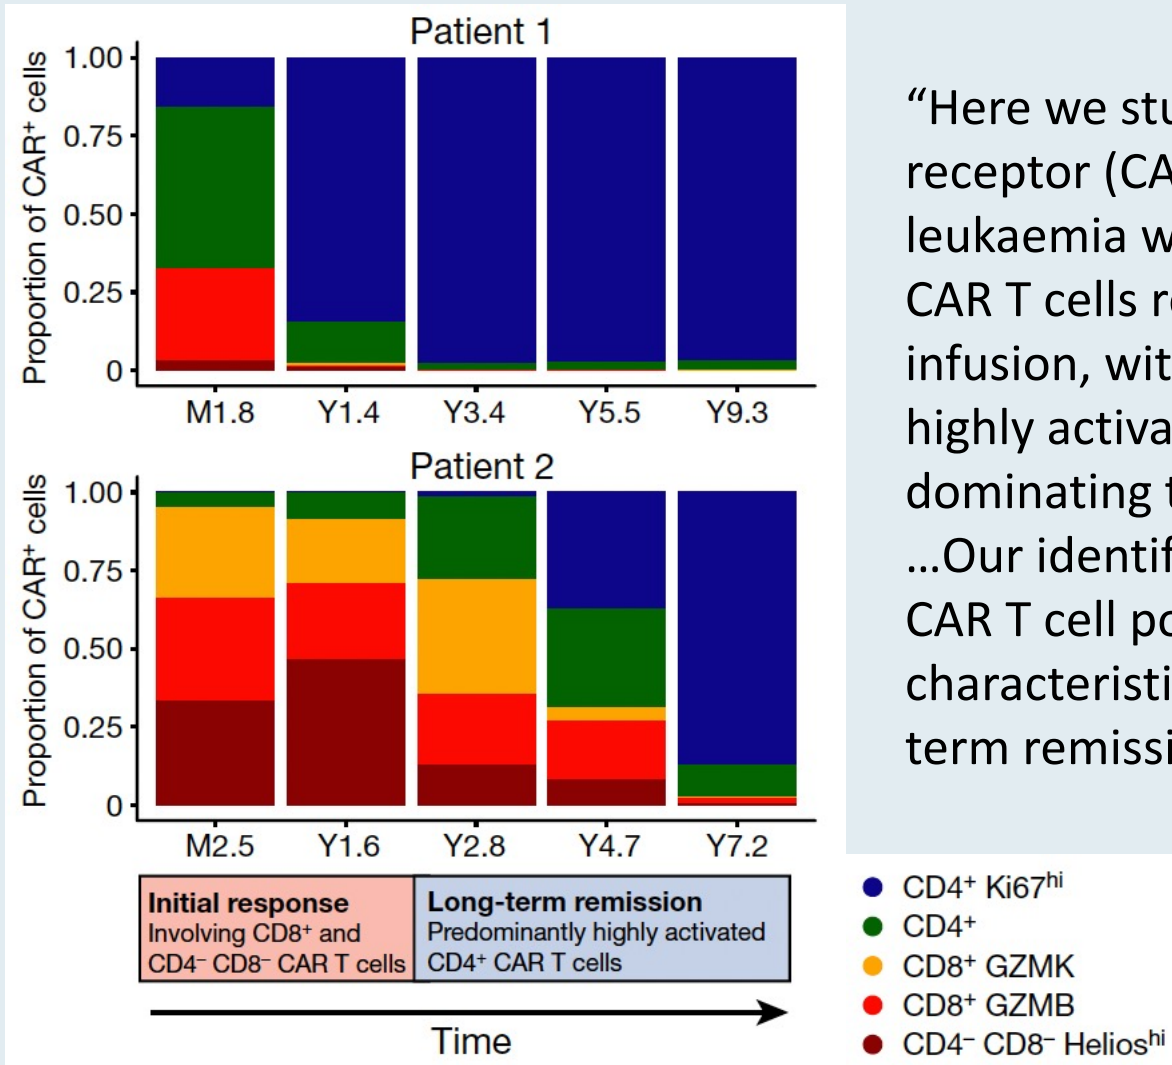 Patient 1
Proportion of CAR⁺ cells
1.00
0.75
0.50
0.25
0
M1.8 Y1.4 Y3.4 Y5.5 Y9.3
Patient 2
Proportion of CAR⁺ cells
1.00
0.75
0.50
0.25
0
M2.5 Y1.6 Y2.8 Y4.7 Y7.2
Initial response
Involving CD8⁺ and
CD4⁻ CD8⁻ CAR T cells
Long-term remission
Predominantly highly activated
CD4⁺ CAR T cells
Time
“Here we stu
receptor (CA
leukaemia w
CAR T cells r
infusion, wit
highly activa
dominating
…Our identif
CAR T cell po
characteristi
term remissi
CD4⁺ Ki67ʰⁱ
CD4⁺
CD8⁺ GZMK
CD8⁺ GZMB
CD4⁻ CD8⁻ Heliosʰⁱ